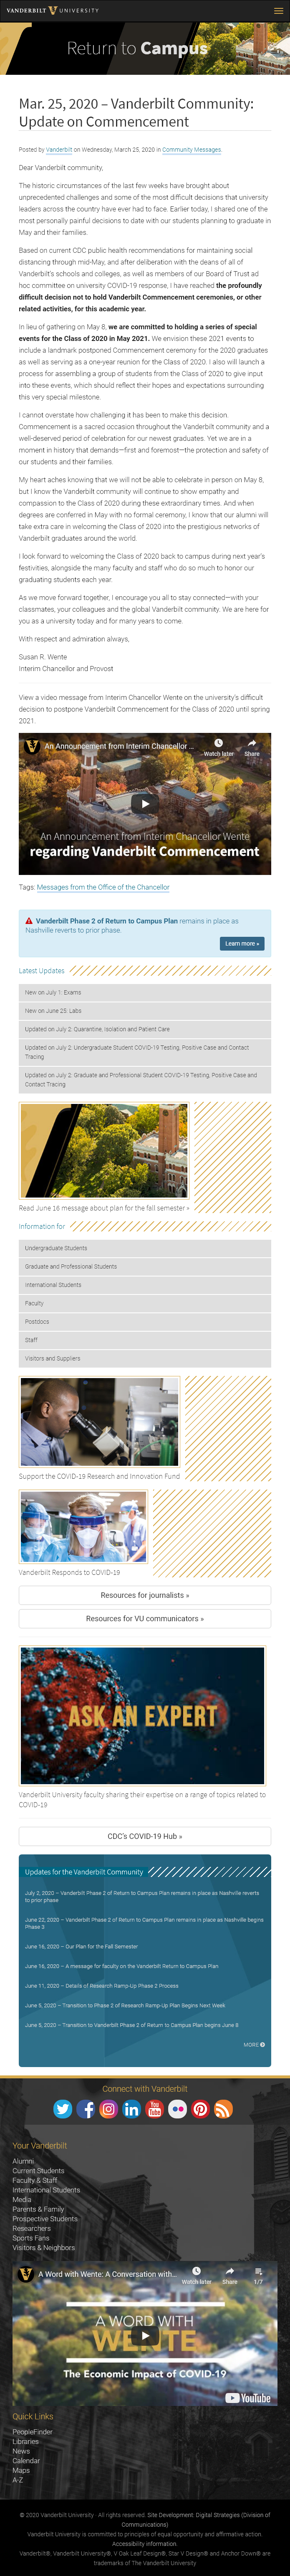 VANDERBILT V UNIVERSITY
Return to Campus
Mar. 25, 2020 – Vanderbilt Community:
Update on Commencement
Posted by Vanderbilt on Wednesday, March 25, 2020 in Community Messages.
Dear Vanderbilt community,
The historic circumstances of the last few weeks have brought about
unprecedented challenges and some of the most difficult decisions that university
leaders across the country have ever had to face. Earlier today, I shared one of the
most personally painful decisions to date with our students planning to graduate in
May and their families.
Based on current CDC public health recommendations for maintaining social
distancing through mid-May, and after deliberation with the deans of all of
Vanderbilt's schools and colleges, as well as members of our Board of Trust ad
hoc committee on university COVID-19 response, I have reached the profoundly
difficult decision not to hold Vanderbilt Commencement ceremonies, or other
related activities, for this academic year.
In lieu of gathering on May 8, we are committed to holding a series of special
events for the Class of 2020 in May 2021. We envision these 2021 events to
include a landmark postponed Commencement ceremony for the 2020 graduates
as well as serving as a one-year reunion for the Class of 2020. I also will launch a
process for assembling a group of students from the Class of 2020 to give input
into these events, which should reflect their hopes and expectations surrounding
this very special milestone.
I cannot overstate how challenging it has been to make this decision.
Commencement is a sacred occasion throughout the Vanderbilt community and a
well-deserved period of celebration for our newest graduates. Yet we are in a
moment in history that demands—first and foremost—the protection and safety of
our students and their families.
My heart aches knowing that we will not be able to celebrate in person on May 8,
but I know the Vanderbilt community will continue to show empathy and
compassion to the Class of 2020 during these extraordinary times. And when
degrees are conferred in May with no formal ceremony, I know that our alumni will
take extra care in welcoming the Class of 2020 into the prestigious networks of
Vanderbilt graduates around the world.
I look forward to welcoming the Class of 2020 back to campus during next year's
festivities, alongside the many faculty and staff who do so much to honor our
graduating students each year.
As we move forward together, I encourage you all to stay connected—with your
classmates, your colleagues and the global Vanderbilt community. We are here for
you as a university today and for many years to come.
With respect and admiration always,
Susan R. Wente
Interim Chancellor and Provost
View a video message from Interim Chancellor Wente on the university's difficult
decision to postpone Vanderbilt Commencement for the Class of 2020 until spring
2021.
An Announcement from Interim Chancellor ...
Watch later
Share
An Announcement from Interim Chancellor Wente
regarding Vanderbilt Commencement
Tags: Messages from the Office of the Chancellor
Vanderbilt Phase 2 of Return to Campus Plan remains in place as
Nashville reverts to prior phase.
Learn more »
Latest Updates
New on July 1: Exams
New on June 25: Labs
Updated on July 2: Quarantine, Isolation and Patient Care
Updated on July 2: Undergraduate Student COVID-19 Testing, Positive Case and Contact
Tracing
Updated on July 2: Graduate and Professional Student COVID-19 Testing, Positive Case and
Contact Tracing
Read June 16 message about plan for the fall semester »
Information for
Undergraduate Students
Graduate and Professional Students
International Students
Faculty
Postdocs
Staff
Visitors and Suppliers
Support the COVID-19 Research and Innovation Fund
Vanderbilt Responds to COVID-19
Resources for journalists »
Resources for VU communicators »
ASK AN EXPERT
Vanderbilt University faculty sharing their expertise on a range of topics related to
COVID-19
CDC's COVID-19 Hub »
Updates for the Vanderbilt Community
July 2, 2020 – Vanderbilt Phase 2 of Return to Campus Plan remains in place as Nashville reverts
to prior phase
June 22, 2020 – Vanderbilt Phase 2 of Return to Campus Plan remains in place as Nashville begins
Phase 3
June 16, 2020 – Our Plan for the Fall Semester
June 16, 2020 – A message for faculty on the Vanderbilt Return to Campus Plan
June 11, 2020 – Details of Research Ramp-Up Phase 2 Process
June 5, 2020 – Transition to Phase 2 of Research Ramp-Up Plan Begins Next Week
June 5, 2020 – Transition to Vanderbilt Phase 2 of Return to Campus Plan begins June 8
MORE
Connect with Vanderbilt
Your Vanderbilt
Alumni
Current Students
Faculty & Staff
International Students
Media
Parents & Family
Prospective Students
Researchers
Sports Fans
Visitors & Neighbors
A Word with Wente: A Conversation with...
Watch later
Share
1/7
A WORD WITH
WENTE
The Economic Impact of COVID-19
YouTube
Quick Links
PeopleFinder
Libraries
News
Calendar
Maps
A-Z
© 2020 Vanderbilt University · All rights reserved. Site Development: Digital Strategies (Division of
Communications)
Vanderbilt University is committed to principles of equal opportunity and affirmative action.
Accessibility information.
Vanderbilt®, Vanderbilt University®, V Oak Leaf Design®, Star V Design® and Anchor Down® are
trademarks of The Vanderbilt University